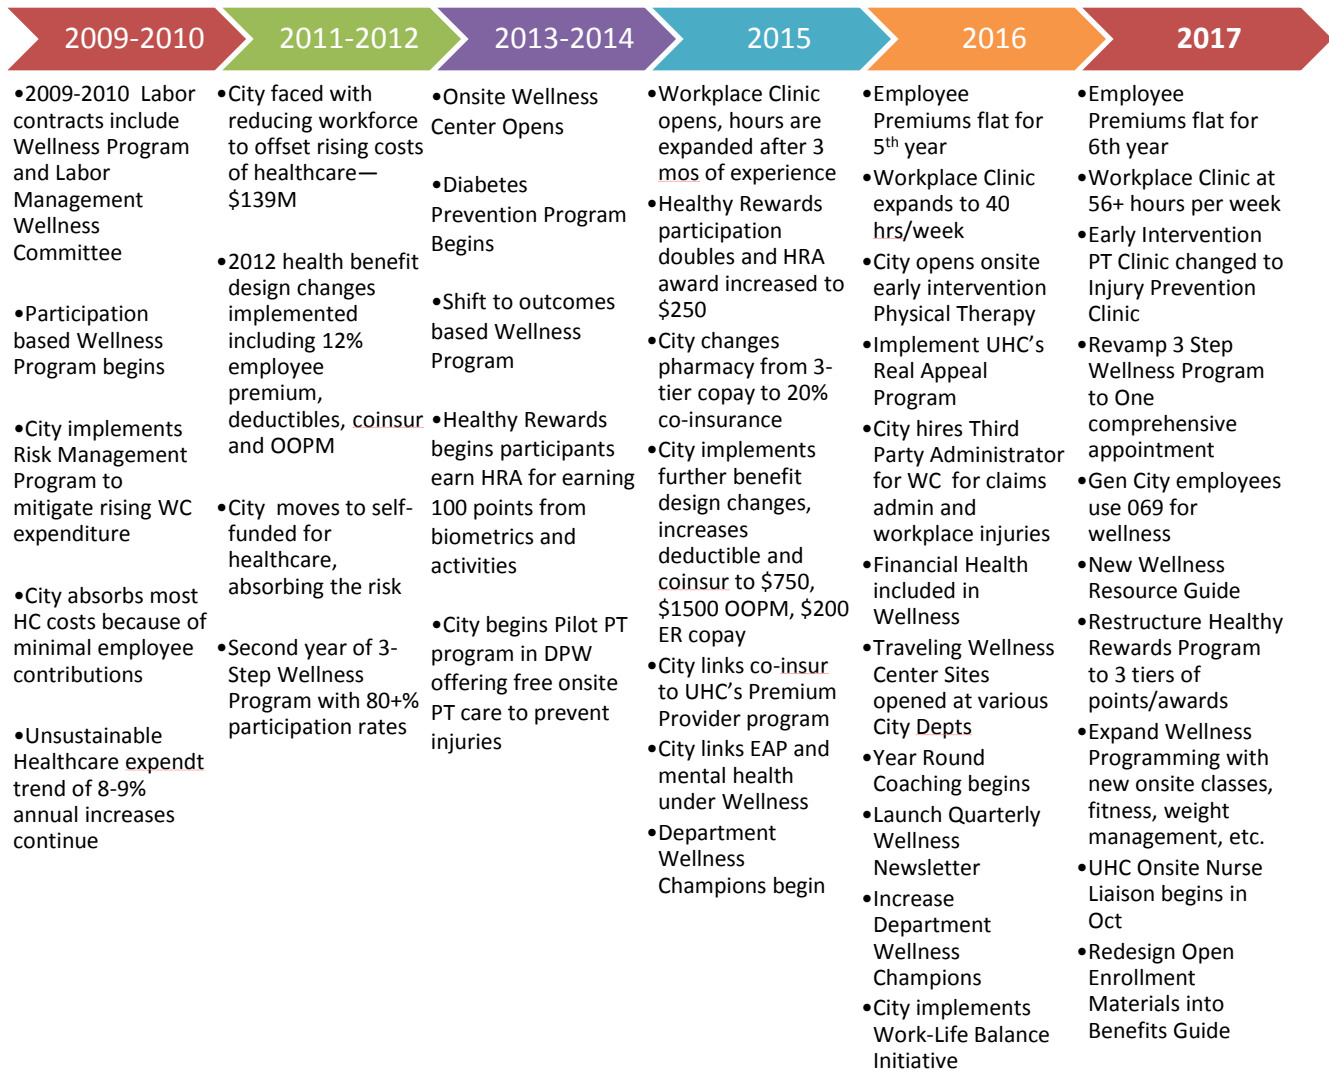 2009-2010
2011-2012
2013-2014
2015
2016
2017
•2009-2010 Labor
contracts include
Wellness Program
and Labor
Management
Wellness
Committee
•Participation
based Wellness
Program begins
•City implements
Risk Management
Program to
mitigate rising WC
expenditure
•City absorbs most
HC costs because of
minimal employee
contributions
•Unsustainable
Healthcare expendt
trend of 8-9%
annual increases
continue
•City faced with
reducing workforce
to offset rising costs
of healthcare—
$139M
•2012 health benefit
design changes
implemented
including 12%
employee
premium,
deductibles, coinsur
and OOPM
•City moves to self-
funded for
healthcare,
absorbing the risk
•Second year of 3-
Step Wellness
Program with 80+%
participation rates
•Onsite Wellness
Center Opens
•Diabetes
Prevention Program
Begins
•Shift to outcomes
based Wellness
Program
•Healthy Rewards
begins participants
earn HRA for earning
100 points from
biometrics and
activities
•City begins Pilot PT
program in DPW
offering free onsite
PT care to prevent
injuries
•Workplace Clinic
opens, hours are
expanded after 3
mos of experience
•Healthy Rewards
participation
doubles and HRA
award increased to
$250
•City changes
pharmacy from 3-
tier copay to 20%
co-insurance
•City implements
further benefit
design changes,
increases
deductible and
coinsur to $750,
$1500 OOPM, $200
ER copay
•City links co-insur
to UHC’s Premium
Provider program
•City links EAP and
mental health
under Wellness
•Department
Wellness
Champions begin
•Employee
Premiums flat for
5th year
•Workplace Clinic
expands to 40
hrs/week
•City opens onsite
early intervention
Physical Therapy
•Implement UHC’s
Real Appeal
Program
•City hires Third
Party Administrator
for WC for claims
admin and
workplace injuries
•Financial Health
included in
Wellness
•Traveling Wellness
Center Sites
opened at various
City Depts
•Year Round
Coaching begins
•Launch Quarterly
Wellness
Newsletter
•Increase
Department
Wellness
Champions
•City implements
Work-Life Balance
Initiative
•Employee
Premiums flat for
6th year
•Workplace Clinic at
56+ hours per week
•Early Intervention
PT Clinic changed to
Injury Prevention
Clinic
•Revamp 3 Step
Wellness Program
to One
comprehensive
appointment
•Gen City employees
use 069 for
wellness
•New Wellness
Resource Guide
•Restructure Healthy
Rewards Program
to 3 tiers of
points/awards
•Expand Wellness
Programming with
new onsite classes,
fitness, weight
management, etc.
•UHC Onsite Nurse
Liaison begins in
Oct
•Redesign Open
Enrollment
Materials into
Benefits Guide